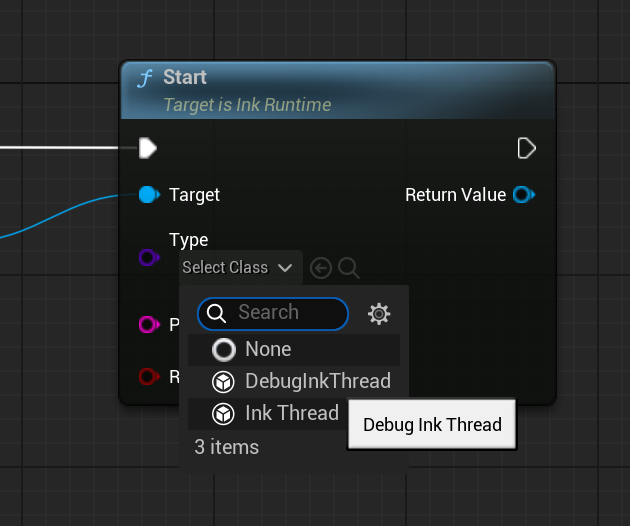 f Start
Target is Ink Runtime
Target
Return Value
Type
Select Class
P
Search
None
R
DebugInkThread
Ink Thread
Debug Ink Thread
3 items